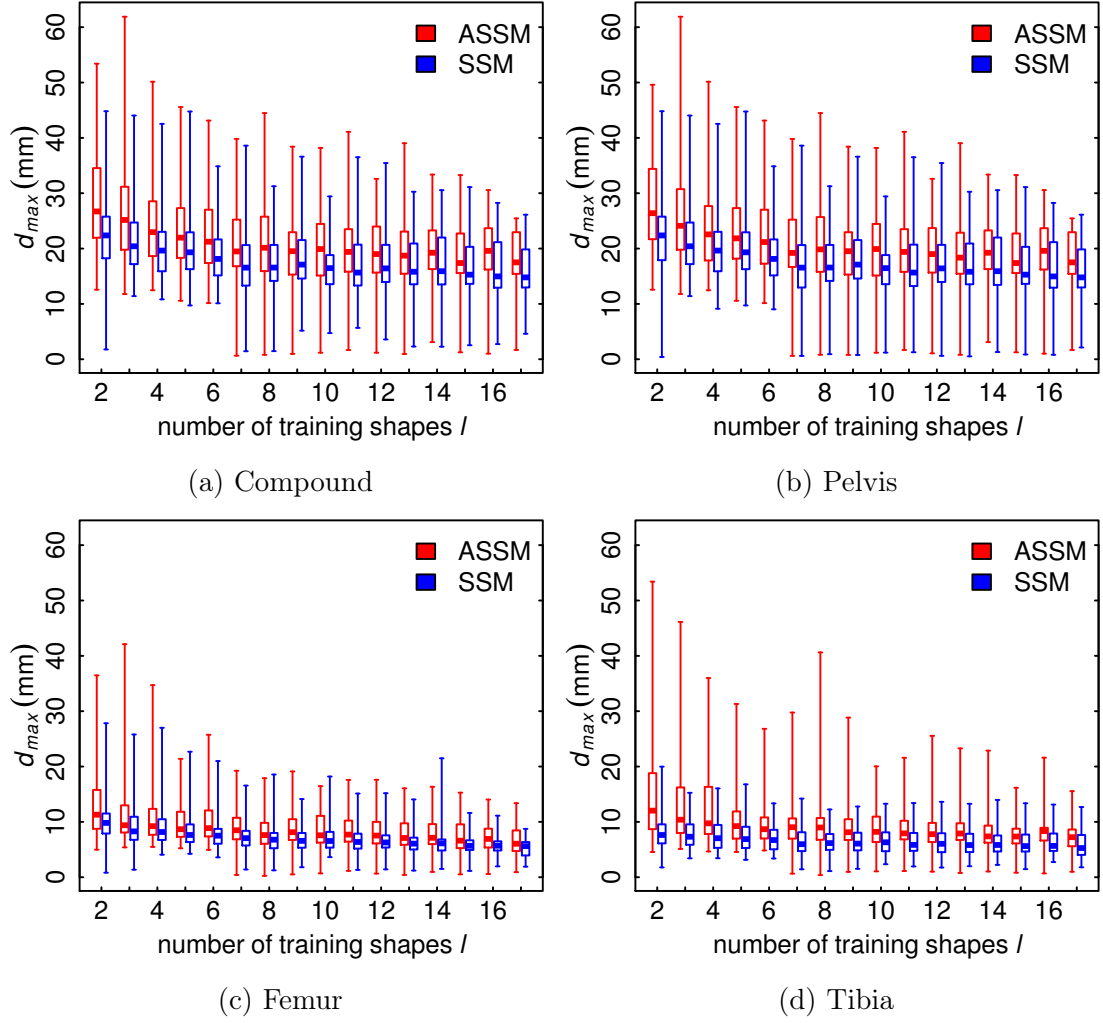 60
50
40
30
20
10
0
d_max (mm)
ASSM
SSM
2 4 6 8 10 12 14 16
number of training shapes l
(a) Compound
60
50
40
30
20
10
0
d_max (mm)
ASSM
SSM
2 4 6 8 10 12 14 16
number of training shapes l
(b) Pelvis
60
50
40
30
20
10
0
d_max (mm)
ASSM
SSM
2 4 6 8 10 12 14 16
number of training shapes l
(c) Femur
60
50
40
30
20
10
0
d_max (mm)
ASSM
SSM
2 4 6 8 10 12 14 16
number of training shapes l
(d) Tibia